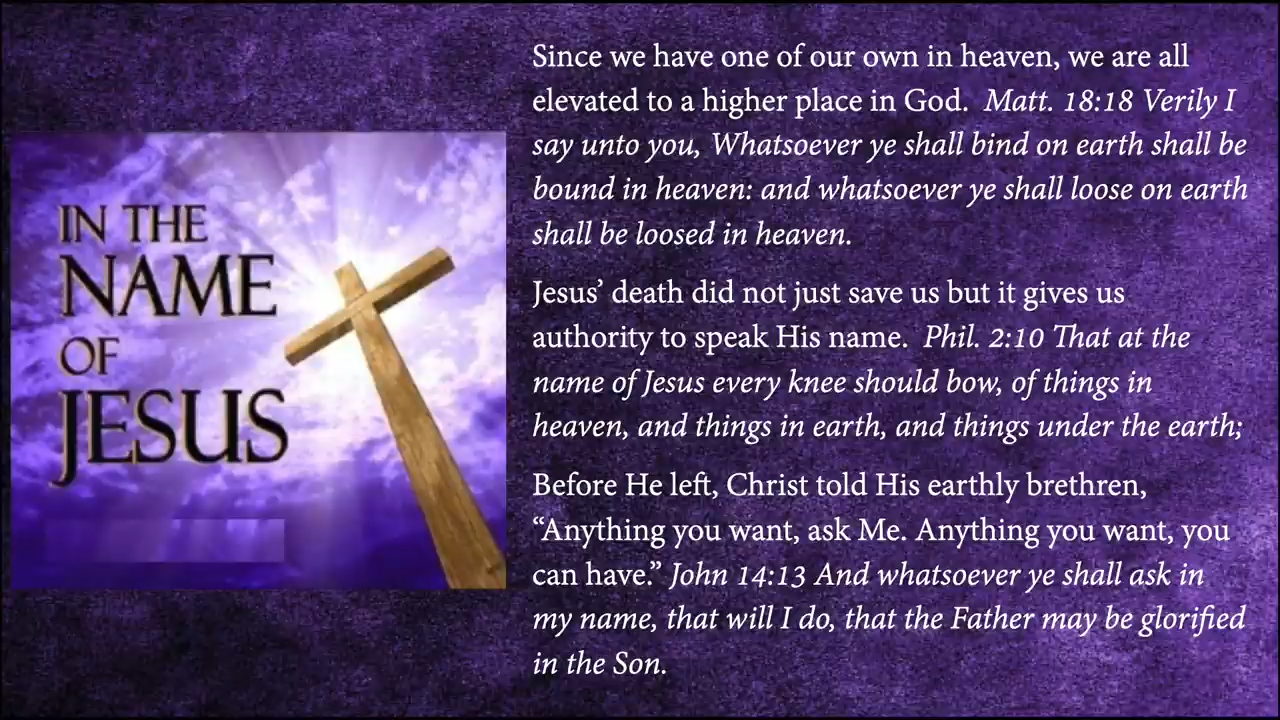 IN THE
NAME
OF
JESUS
Since we have one of our own in heaven, we are all
elevated to a higher place in God. Matt. 18:18 Verily I
say unto you, Whatsoever ye shall bind on earth shall be
bound in heaven: and whatsoever ye shall loose on earth
shall be loosed in heaven.
Jesus’ death did not just save us but it gives us
authority to speak His name. Phil. 2:10 That at the
name of Jesus every knee should bow, of things in
heaven, and things in earth, and things under the earth;
Before He left, Christ told His earthly brethren,
“Anything you want, ask Me. Anything you want, you
can have.” John 14:13 And whatsoever ye shall ask in
my name, that will I do, that the Father may be glorified
in the Son.